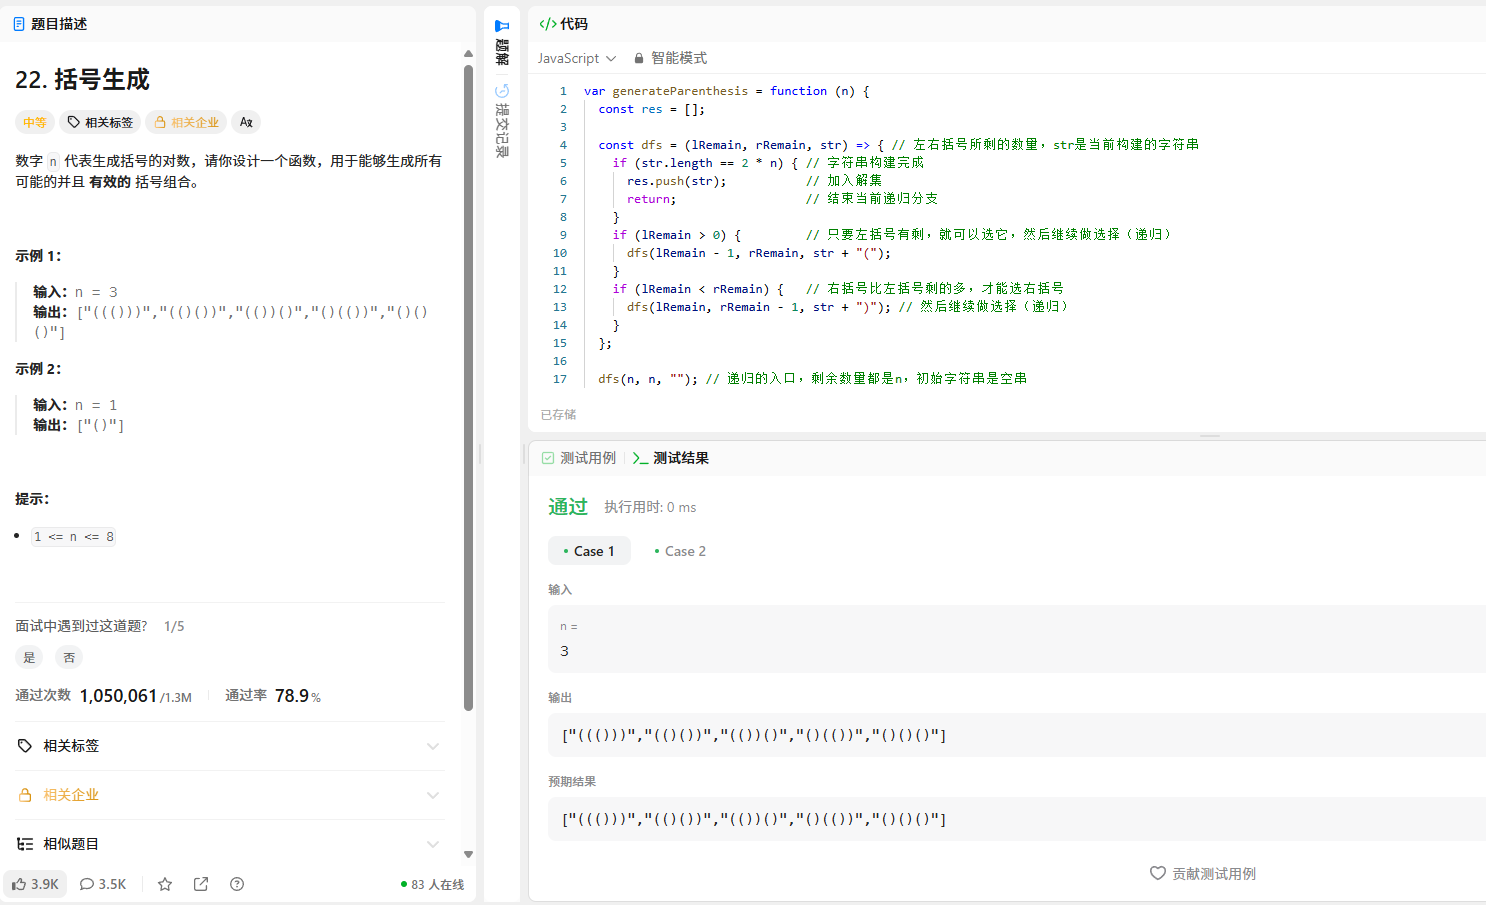 题目描述
22. 括号生成
中等 相关标签 相关企业
数字 n 代表生成括号的对数，请你设计一个函数，用于能够生成所有
可能的并且 有效的 括号组合。
示例 1：
输入：n = 3
输出：["((()))","(()())","(())()","()(())","()()
()"]
示例 2：
输入：n = 1
输出：["()"]
提示：
1 <= n <= 8
面试中遇到过这道题? 1/5
是 否
通过次数 1,050,061/1.3M 通过率 78.9%
相关标签
相关企业
相似题目
3.9K 3.5K 83 人在线
题解
提交记录
</> 代码
JavaScript 智能模式
1 var generateParenthesis = function (n) {
2 const res = [];
3
4 const dfs = (lRemain, rRemain, str) => { // 左右括号所剩的数量，str是当前构建的字符串
5 if (str.length == 2 * n) { // 字符串构建完成
6 res.push(str); // 加入解集
7 return; // 结束当前递归分支
8 }
9 if (lRemain > 0) { // 只要左括号有剩，就可以选它，然后继续做选择（递归）
10 dfs(lRemain - 1, rRemain, str + "(");
11 }
12 if (lRemain < rRemain) { // 右括号比左括号剩的多，才能选右括号
13 dfs(lRemain, rRemain - 1, str + ")"); // 然后继续做选择（递归）
14 }
15 };
16
17 dfs(n, n, ""); // 递归的入口，剩余数量都是n，初始字符串是空串
已存储
测试用例 测试结果
通过 执行用时: 0 ms
Case 1 Case 2
输入
n =
3
输出
["((()))","(()())","(())()","()(())","()()()"]
预期结果
["((()))","(()())","(())()","()(())","()()()"]
贡献测试用例